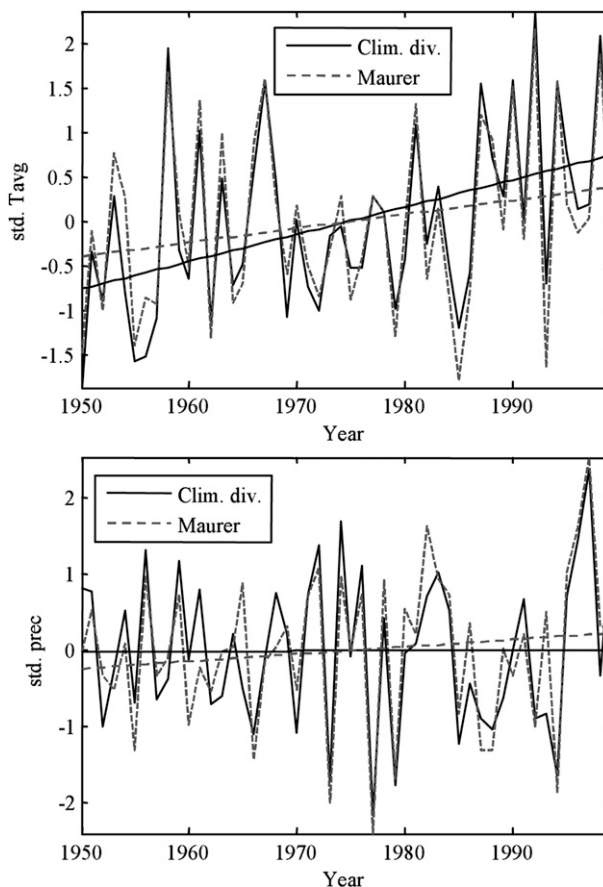 2
1.5
1
0.5
0
-0.5
-1
-1.5
std. Tavg
Clim. div.
Maurer
1950 1960 1970 1980 1990
Year
2
1
0
-1
-2
std. prec
Clim. div.
Maurer
1950 1960 1970 1980 1990
Year